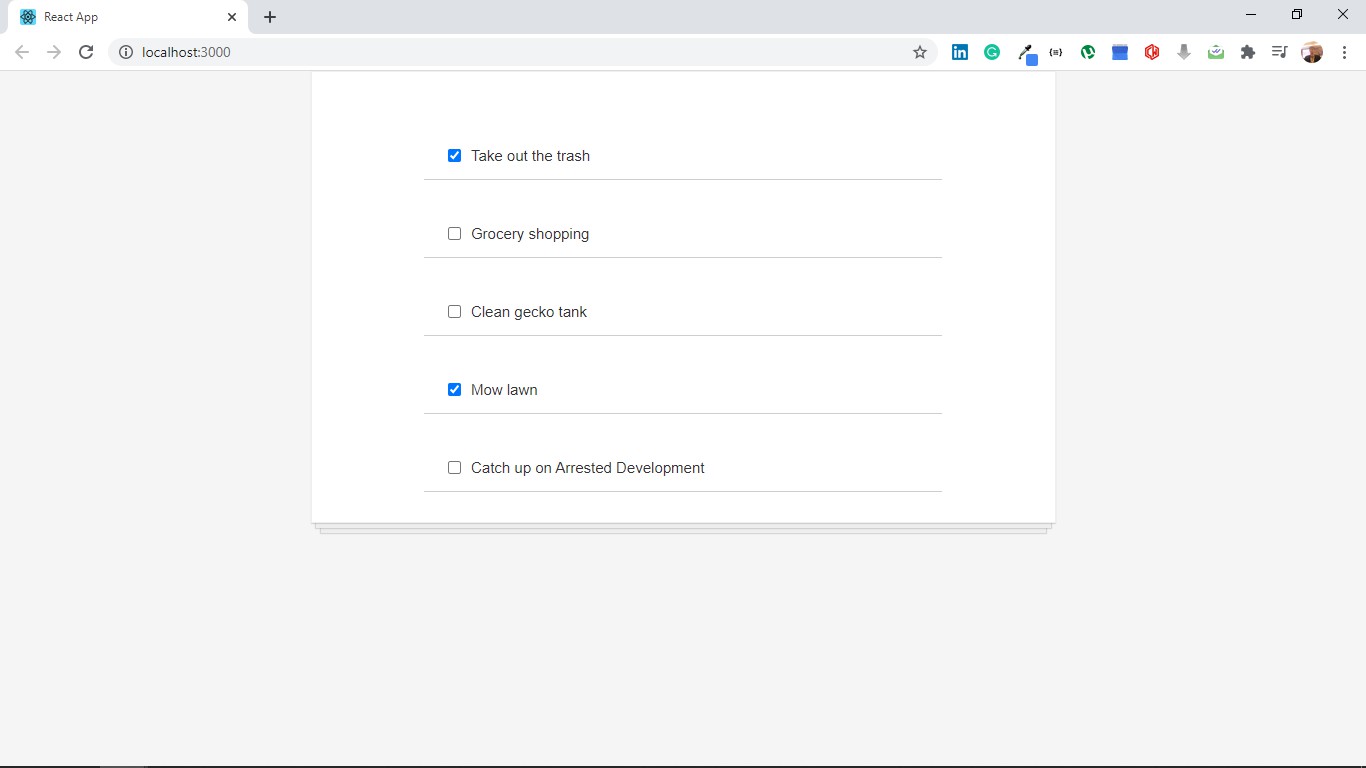 React App
localhost:3000
Take out the trash
Grocery shopping
Clean gecko tank
Mow lawn
Catch up on Arrested Development